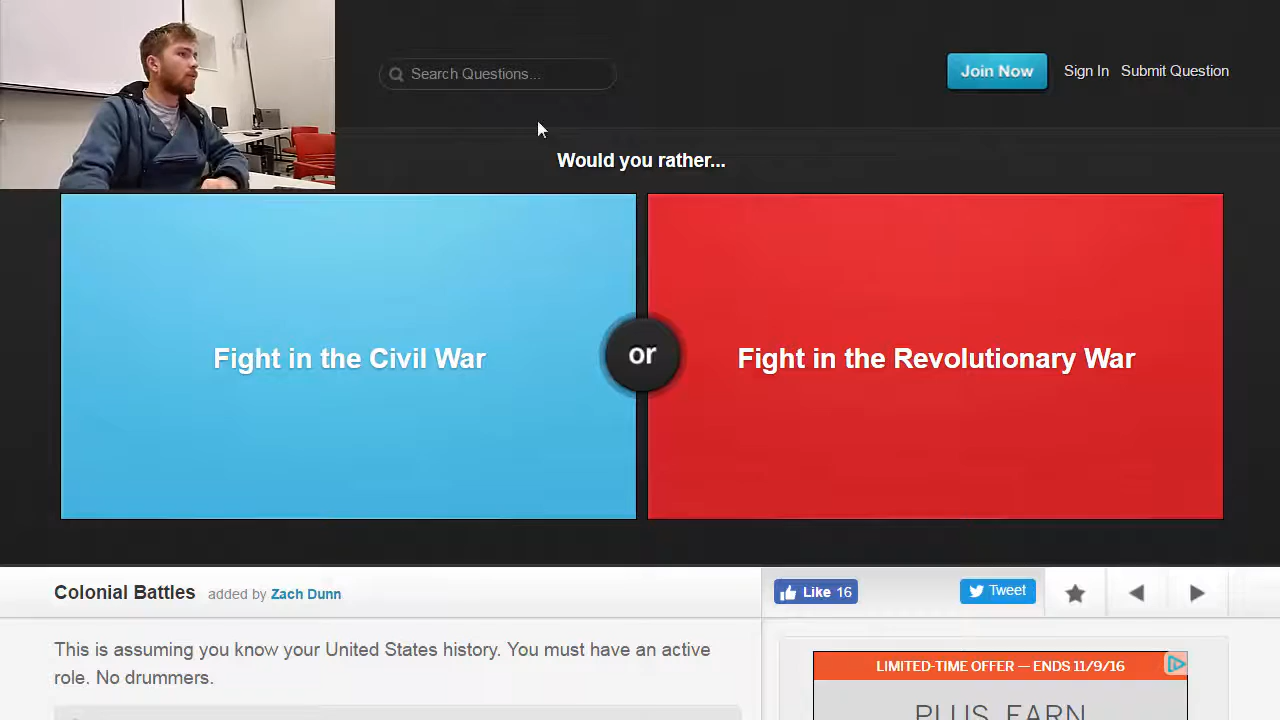 Search Questions...
Join Now
Sign In
Submit Question
Would you rather...
Fight in the Civil War
or
Fight in the Revolutionary War
Colonial Battles
added by Zach Dunn
Like 16
Tweet
This is assuming you know your United States history. You must have an active
role. No drummers.
LIMITED-TIME OFFER — ENDS 11/9/16
PLUS, EARN